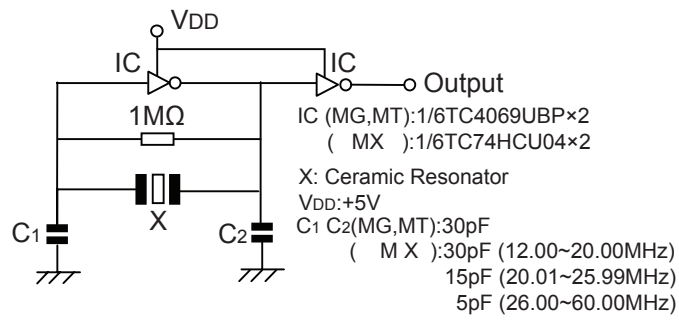 VDD
IC
IC
Output
1MΩ
IC (MG,MT):1/6TC4069UBP×2
( MX ):1/6TC74HCU04×2
X: Ceramic Resonator
VDD:+5V
X
C1
C2
C1 C2(MG,MT):30pF
( M X ):30pF (12.00~20.00MHz)
15pF (20.01~25.99MHz)
5pF (26.00~60.00MHz)